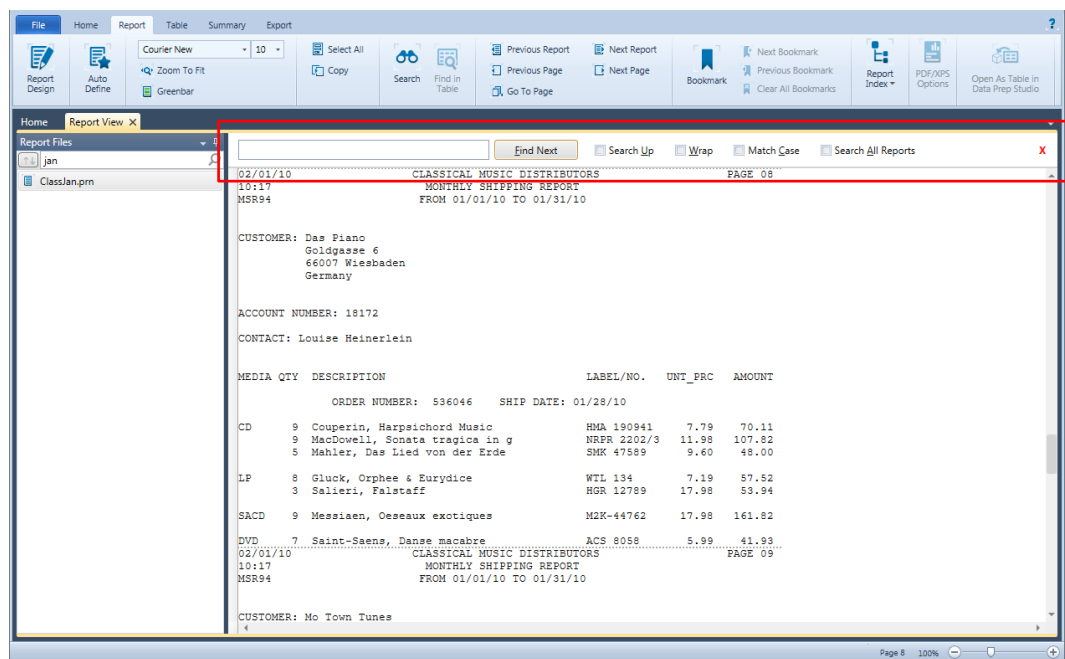 File Home Report Table Summary Export ?
Report Design
Auto Define
Courier New 10
Zoom To Fit
Greenbar
Select All
Copy
Search
Find in Table
Previous Report
Previous Page
Go To Page
Next Report
Next Page
Bookmark
Next Bookmark
Previous Bookmark
Clear All Bookmarks
Report Index
PDF/XPS Options
Open As Table in Data Prep Studio
Home Report View X
Report Files
jan
ClassJan.prn
Find Next Search Up Wrap Match Case Search All Reports X
02/01/10 CLASSICAL MUSIC DISTRIBUTORS PAGE 08
10:17 MONTHLY SHIPPING REPORT
MSR94 FROM 01/01/10 TO 01/31/10
CUSTOMER: Das Piano
Goldgasse 6
66007 Wiesbaden
Germany
ACCOUNT NUMBER: 18172
CONTACT: Louise Heinerlein
MEDIA QTY DESCRIPTION LABEL/NO. UNT_PRC AMOUNT
ORDER NUMBER: 536046 SHIP DATE: 01/28/10
CD 9 Couperin, Harpsichord Music HMA 190941 7.79 70.11
9 MacDowell, Sonata tragica in g NRPR 2202/3 11.98 107.82
5 Mahler, Das Lied von der Erde SMK 47589 9.60 48.00
LP 8 Gluck, Orphee & Eurydice WTL 134 7.19 57.52
3 Salieri, Falstaff HGR 12789 17.98 53.94
SACD 9 Messiaen, Oeseaux exotiques M2K-44762 17.98 161.82
DVD 7 Saint-Saens, Danse macabre ACS 8058 5.99 41.93
02/01/10 CLASSICAL MUSIC DISTRIBUTORS PAGE 09
10:17 MONTHLY SHIPPING REPORT
MSR94 FROM 01/01/10 TO 01/31/10
CUSTOMER: Mo Town Tunes
Page 8 100%